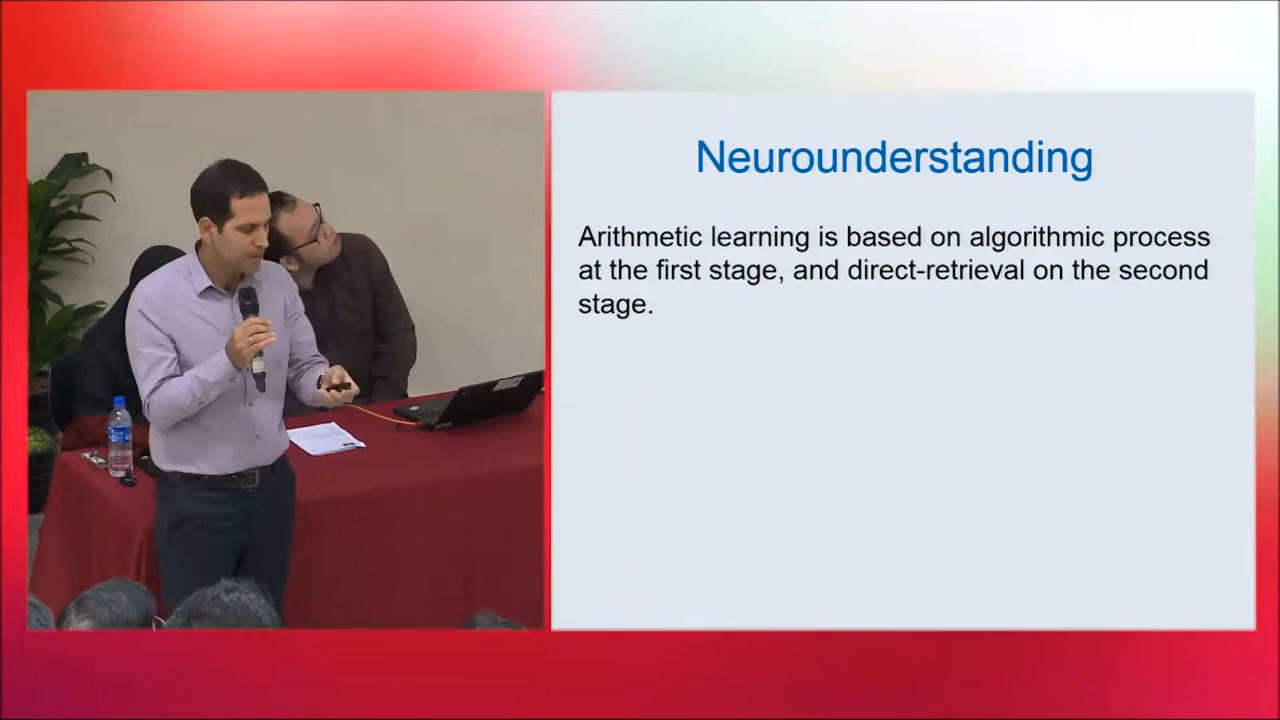 Neurounderstanding
Arithmetic learning is based on algorithmic process
at the first stage, and direct-retrieval on the second
stage.